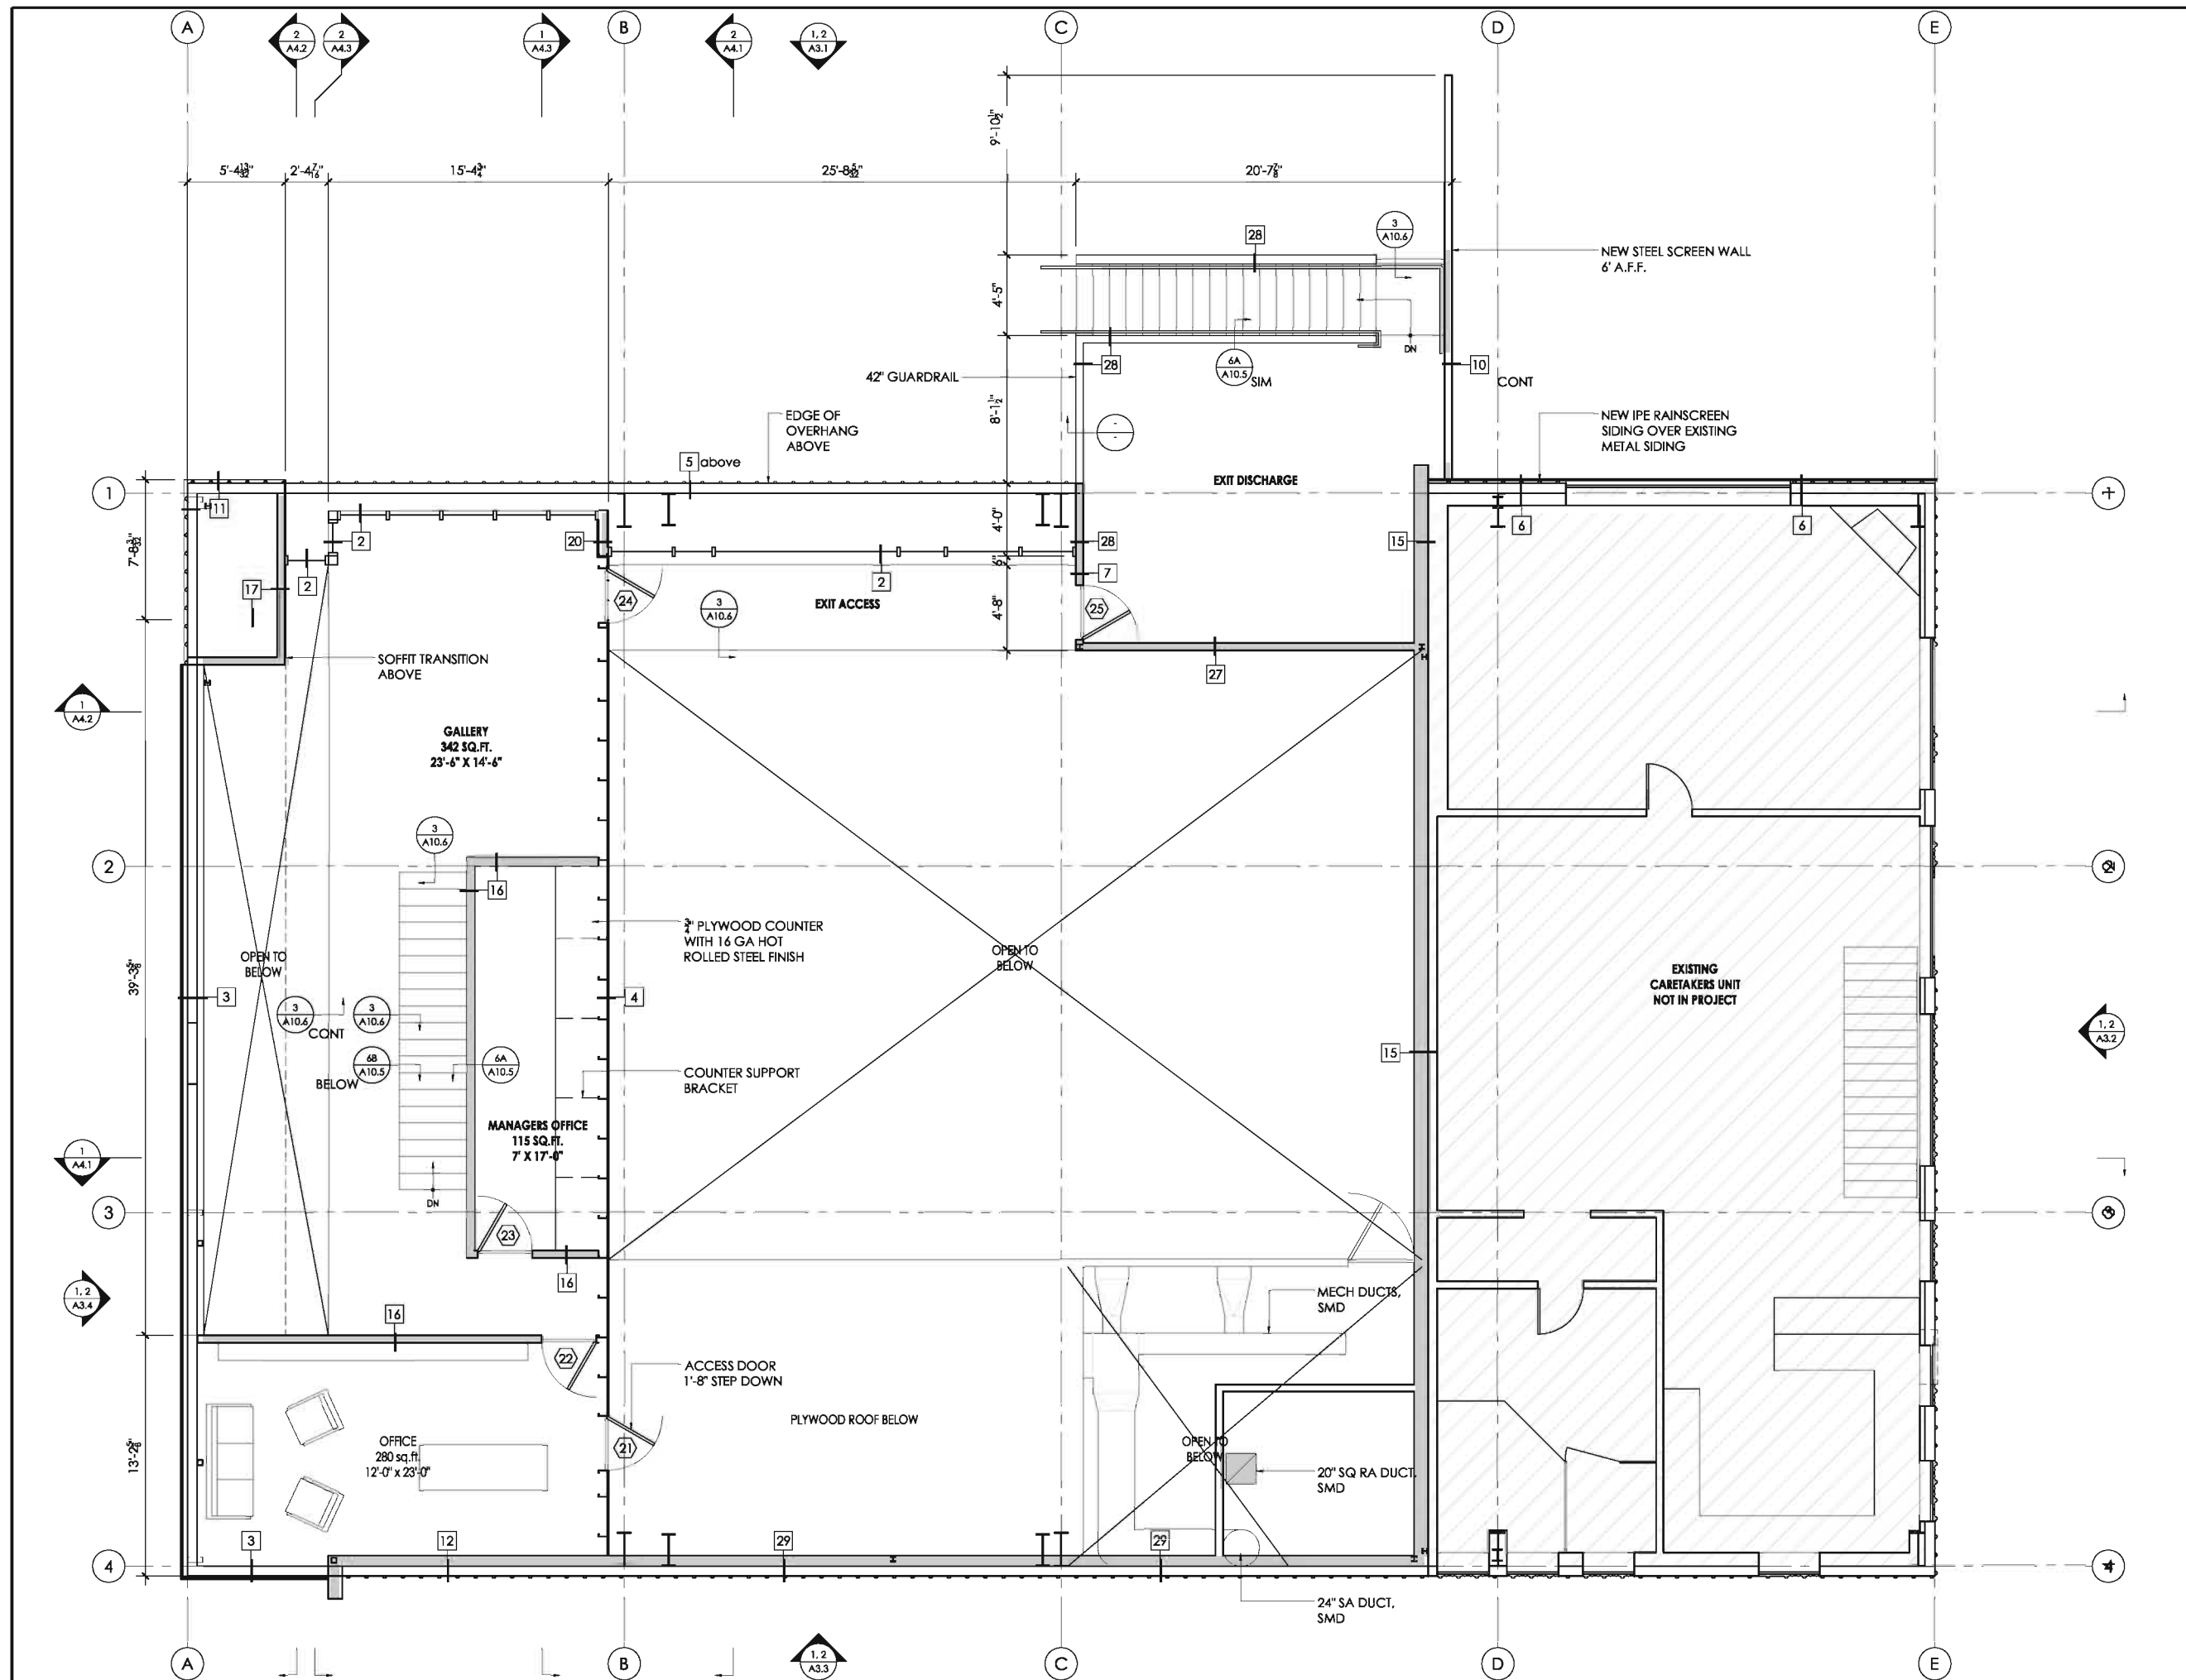 A
B
C
D
E
2
A4.2
2
A4.3
1
A4.3
2
A4.1
1, 2
A3.1
9'-10 1/2"
5'-4 13/32"
2'-4 7/16"
15'-4 3/4"
25'-8 5/32"
20'-7 7/8"
3
A10.6
28
NEW STEEL SCREEN WALL
6' A.F.F.
4'-5"
DN
6A
A10.5
SIM
28
10
CONT
42" GUARDRAIL
8'-1 1/2"
EDGE OF
OVERHANG
ABOVE
NEW IPE RAINSCREEN
SIDING OVER EXISTING
METAL SIDING
-
-
5 above
EXIT DISCHARGE
1
1
11
2
20
4'-0"
28
15
6
6
7'-8 3/32"
6"
2
7
17
2
24
EXIT ACCESS
3
A10.6
4'-8"
25
SOFFIT TRANSITION
ABOVE
27
1
A4.2
GALLERY
342 SQ.FT.
23'-6" X 14'-6"
3
A10.6
2
2
16
3/4" PLYWOOD COUNTER
WITH 16 GA HOT
ROLLED STEEL FINISH
OPEN TO
BELOW
OPEN TO
BELOW
39'-3 5/8"
EXISTING
CARETAKERS UNIT
NOT IN PROJECT
3
4
3
A10.6
CONT
3
A10.6
1, 2
A3.2
15
6B
A10.5
6A
A10.5
BELOW
COUNTER SUPPORT
BRACKET
MANAGERS OFFICE
115 SQ.FT.
7' X 17'-0"
1
A4.1
DN
3
3
23
16
1, 2
A3.4
16
MECH DUCTS,
SMD
22
ACCESS DOOR
1'-8" STEP DOWN
PLYWOOD ROOF BELOW
13'-2 5/8"
OFFICE
280 sq.ft.
12'-0" x 23'-0"
21
OPEN TO
BELOW
20" SQ RA DUCT,
SMD
3
12
29
29
4
4
24" SA DUCT,
SMD
A
B
C
D
E
1, 2
A3.3